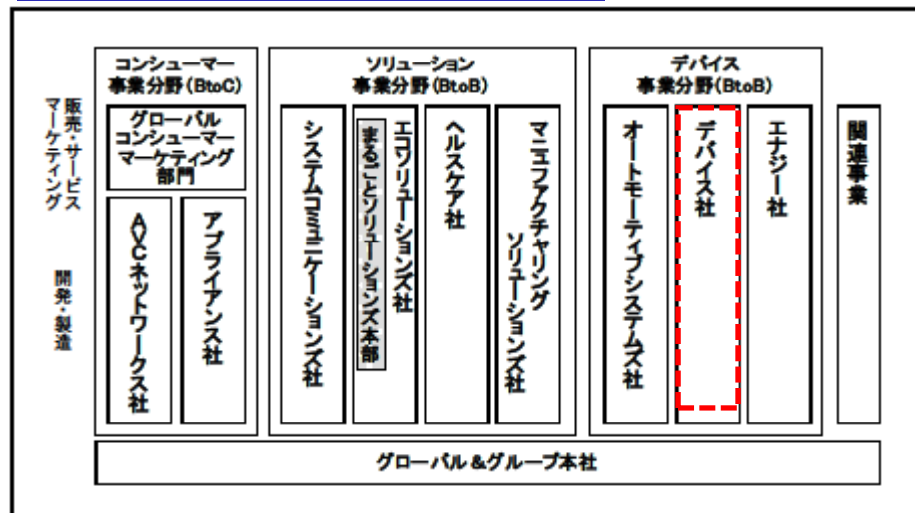 コンシューマー
事業分野(BtoC)
ソリューション
事業分野(BtoB)
デバイス
事業分野(BtoB)
販売・サービス
マーケティング
開発・製造
グローバル
コンシューマー
マーケティング
部門
AVCネットワークス社
アプライアンス社
システムコミュニケーションズ社
エコソリューションズ社
まるごとソリューションズ本部
ヘルスケア社
マニュファクチャリング
ソリューションズ社
オートモーティブシステムズ社
デバイス社
エナジー社
関連事業
グローバル&グループ本社